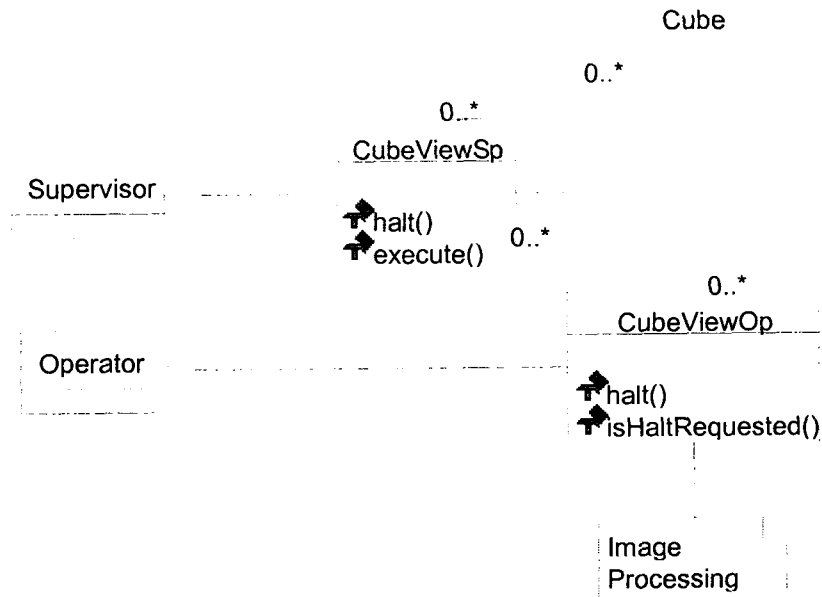 Cube
0..*
0..*
CubeViewSp
Supervisor
halt()
0..*
execute()
0..*
CubeViewOp
Operator
halt()
isHaltRequested()
Image
Processing